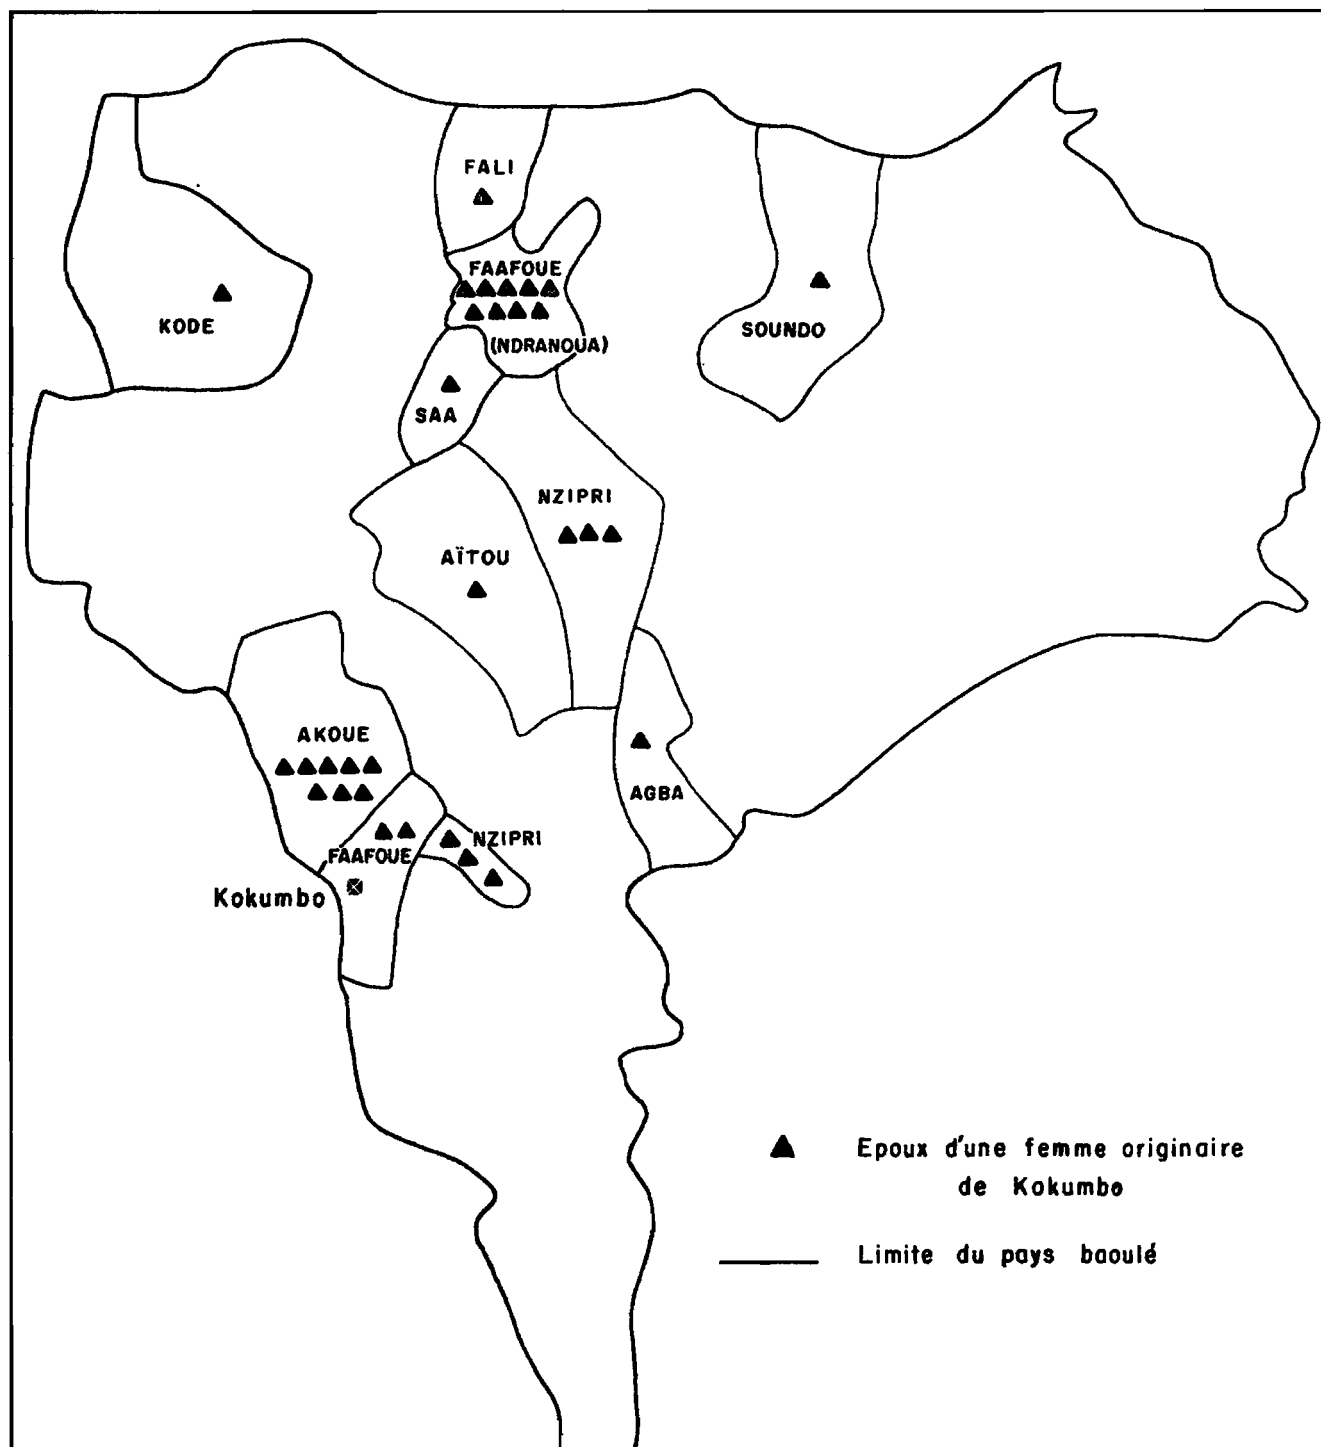 FALI
FAAFOUE
(NDRANOUA)
KODE
SOUNDO
SAA
NZIPRI
AÏTOU
AKOUE
AGBA
FAAFOUE
NZIPRI
Kokumbo
Epoux d'une femme originaire
de Kokumbo
Limite du pays baoulé